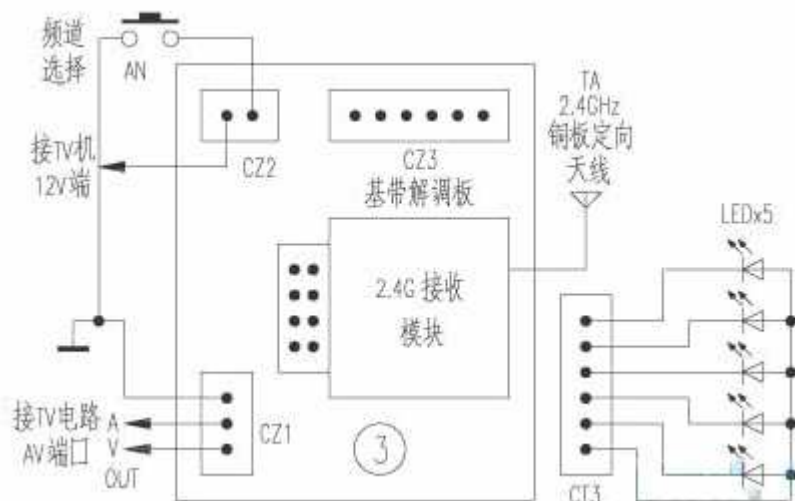 频道
选择
AN
接TV机
12V端
CZ2
CZ3
基带解调板
TA
2.4GHz
铜板定向
天线
LEDx5
2.4G 接收
模块
接TV电路 A
AV端口 V
OUT
CZ1
3
CT3